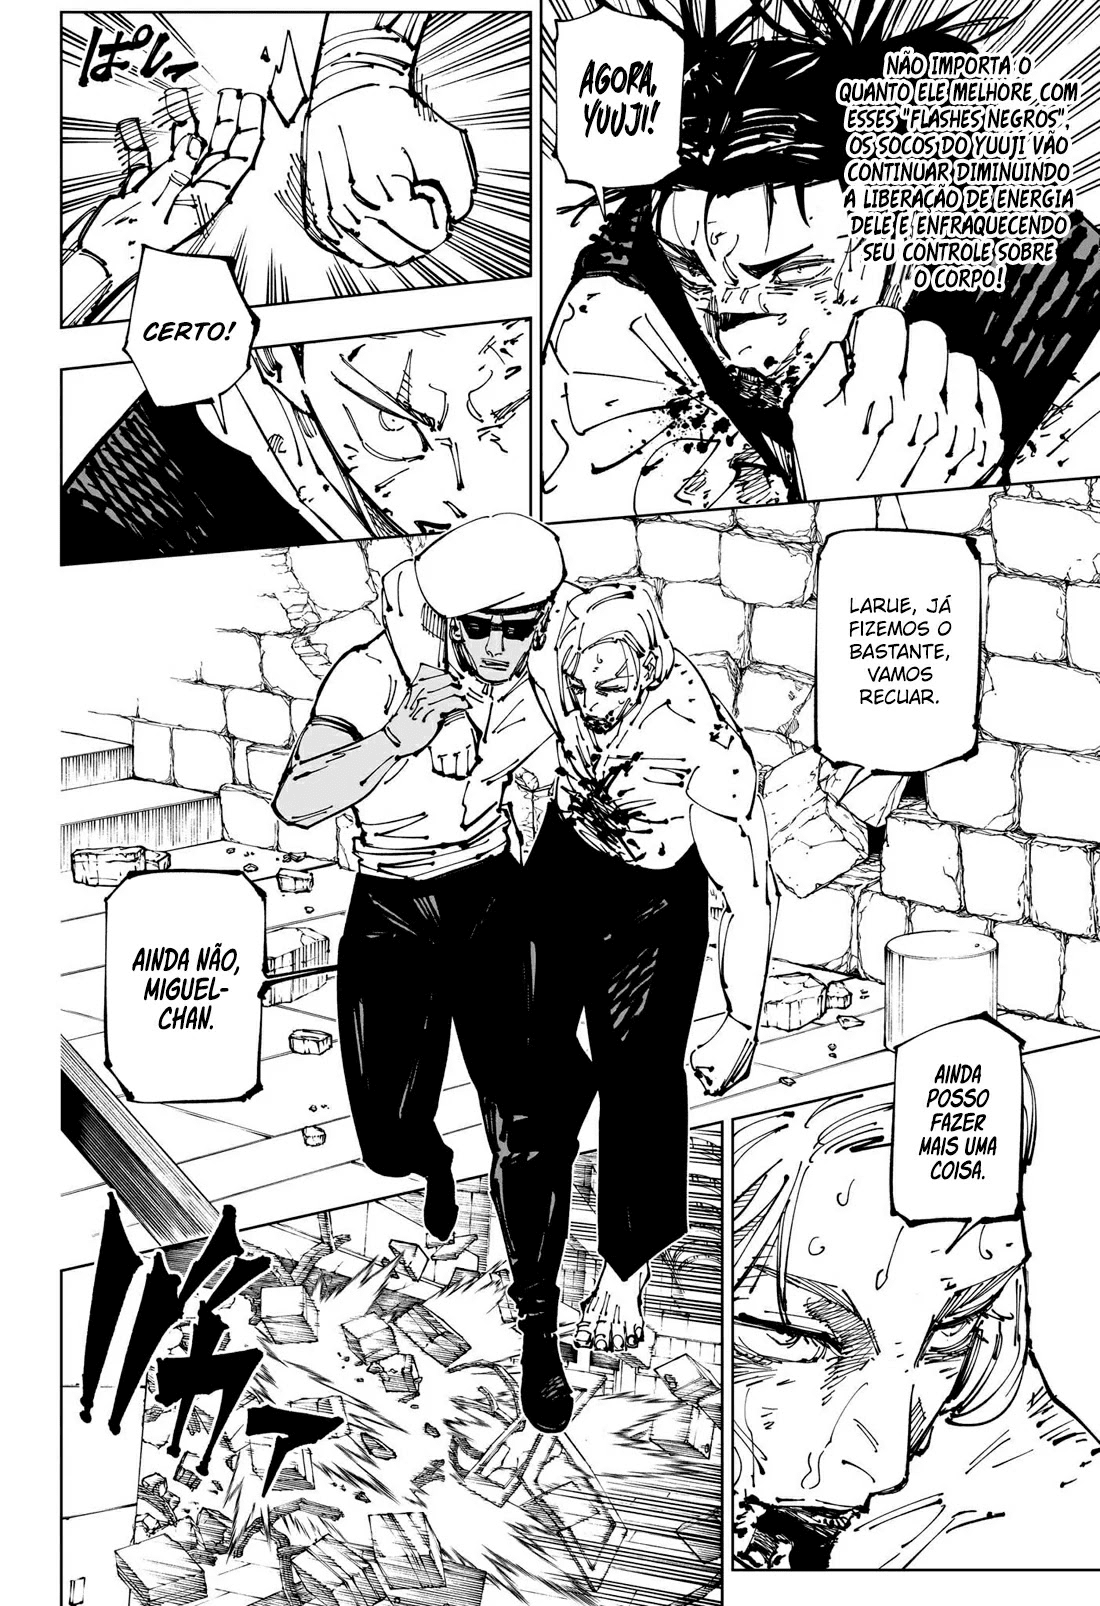 NÃO IMPORTA O
QUANTO ELE MELHORE COM
ESSES "FLASHES NEGROS",
OS SOCOS DO YUUJI VÃO
CONTINUAR DIMINUINDO
A LIBERAÇÃO DE ENERGIA
DELE E ENFRAQUECENDO
SEU CONTROLE SOBRE
O CORPO!
AGORA,
YUUJI!
ぱしっ
CERTO!
LARUE, JÁ
FIZEMOS O
BASTANTE,
VAMOS
RECUAR.
AINDA NÃO,
MIGUEL-
CHAN.
AINDA
POSSO
FAZER
MAIS UMA
COISA.